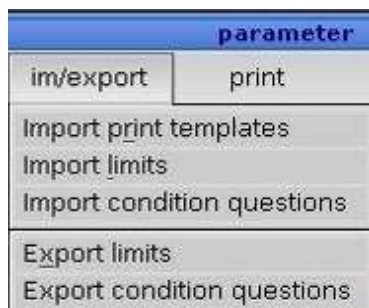 parameter
im/export print
Import print templates
Import limits
Import condition questions
Export limits
Export condition questions